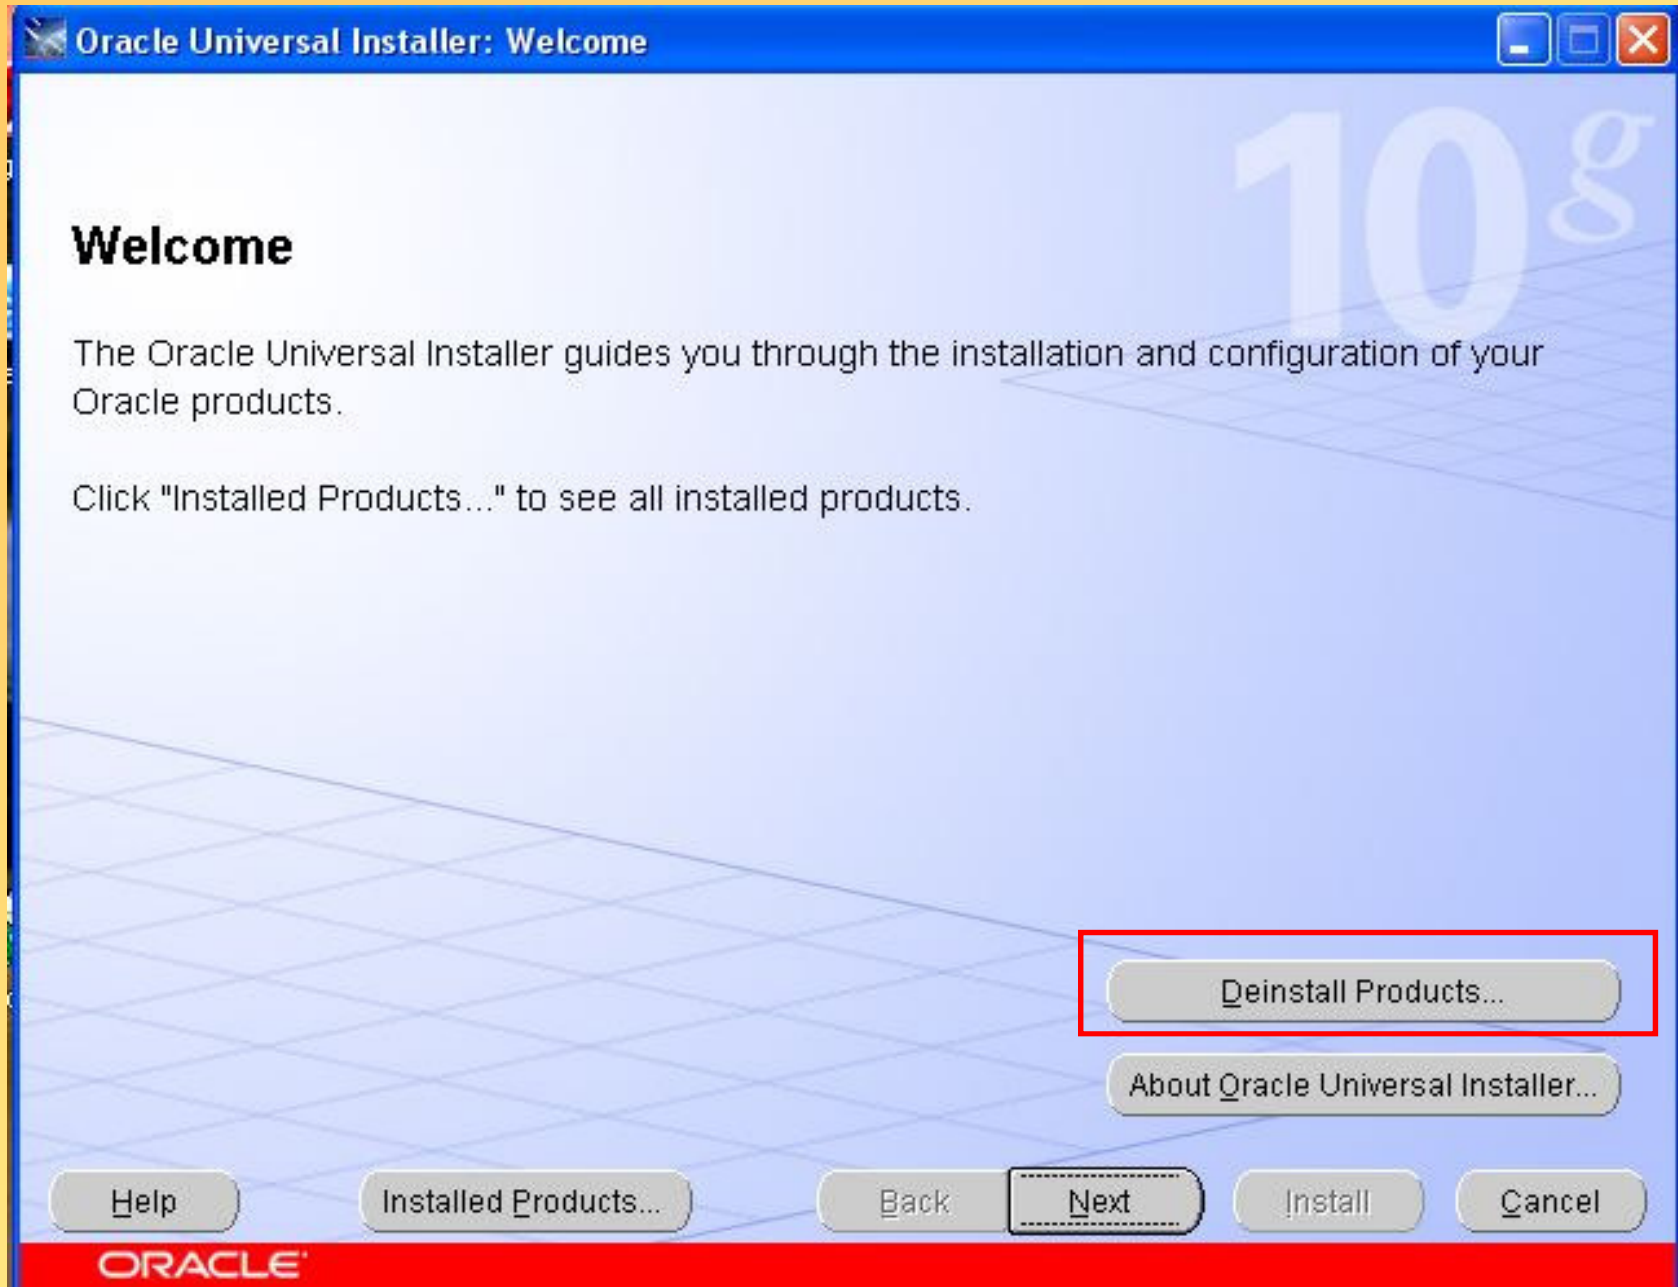 Oracle Universal Installer: Welcome
10g
Welcome
The Oracle Universal Installer guides you through the installation and configuration of your
Oracle products.
Click "Installed Products..." to see all installed products.
Deinstall Products...
About Oracle Universal Installer...
Help Installed Products... Back Next Install Cancel
ORACLE